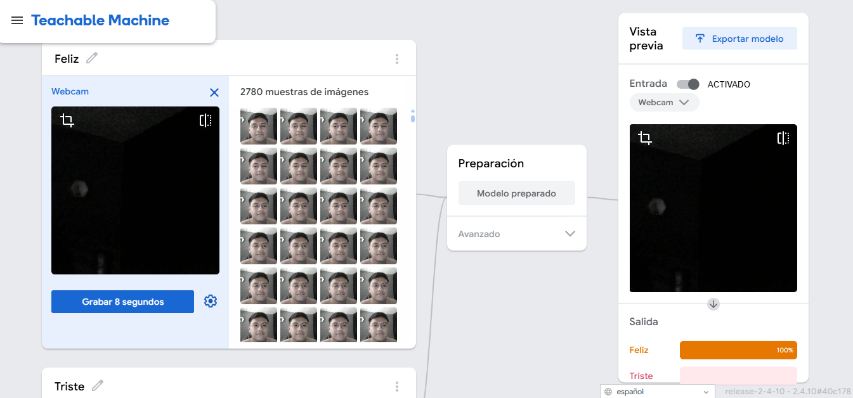 Teachable Machine
Feliz
Webcam
2780 muestras de imágenes
Grabar 8 segundos
Triste
Preparación
Modelo preparado
Avanzado
Vista
previa
Exportar modelo
Entrada
ACTIVADO
Webcam
Salida
Feliz
100%
Triste
español
release-2-4-10 - 2.4.10#40c178